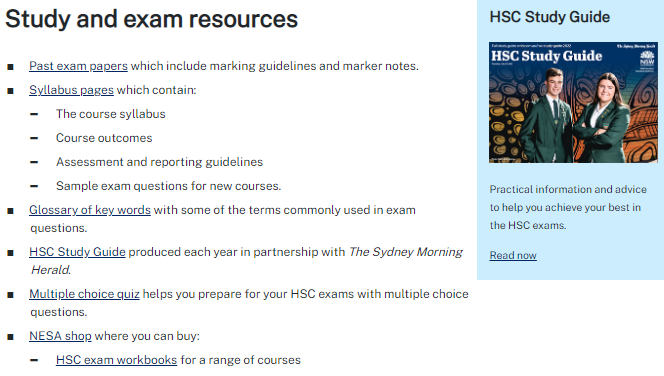 Study and exam resources
Past exam papers which include marking guidelines and marker notes.
Syllabus pages which contain:
The course syllabus
Course outcomes
Assessment and reporting guidelines
Sample exam questions for new courses.
Glossary of key words with some of the terms commonly used in exam
questions.
HSC Study Guide produced each year in partnership with The Sydney Morning
Herald.
Multiple choice quiz helps you prepare for your HSC exams with multiple choice
questions.
NESA shop where you can buy:
HSC exam workbooks for a range of courses
HSC Study Guide
The Sydney Morning Herald
HSC Study Guide
NSW
Practical information and advice
to help you achieve your best in
the HSC exams.
Read now